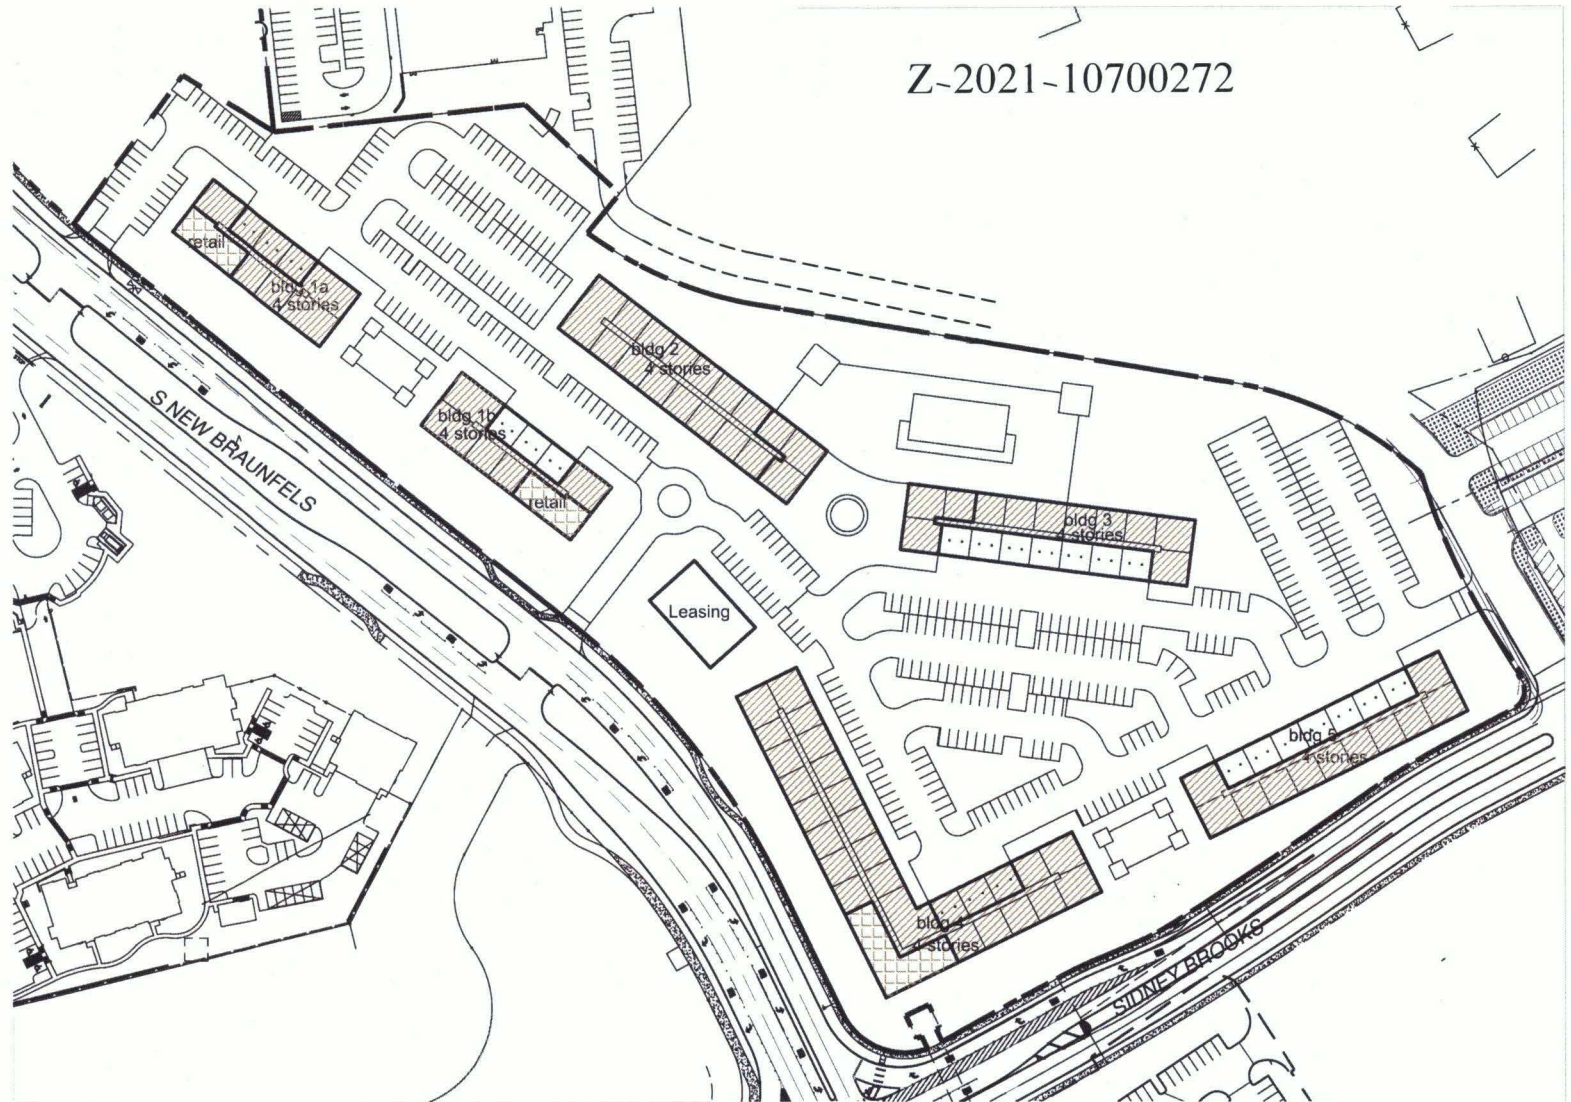 Z-2021-10700272
retail
bldg 1a
4 stories
bldg 2
4 stories
bldg 1b
4 stories
retail
S NEW BRAUNFELS
bldg 3
4 stories
Leasing
bldg 5
4 stories
bldg 4
4 stories
SIDNEY BROOKS